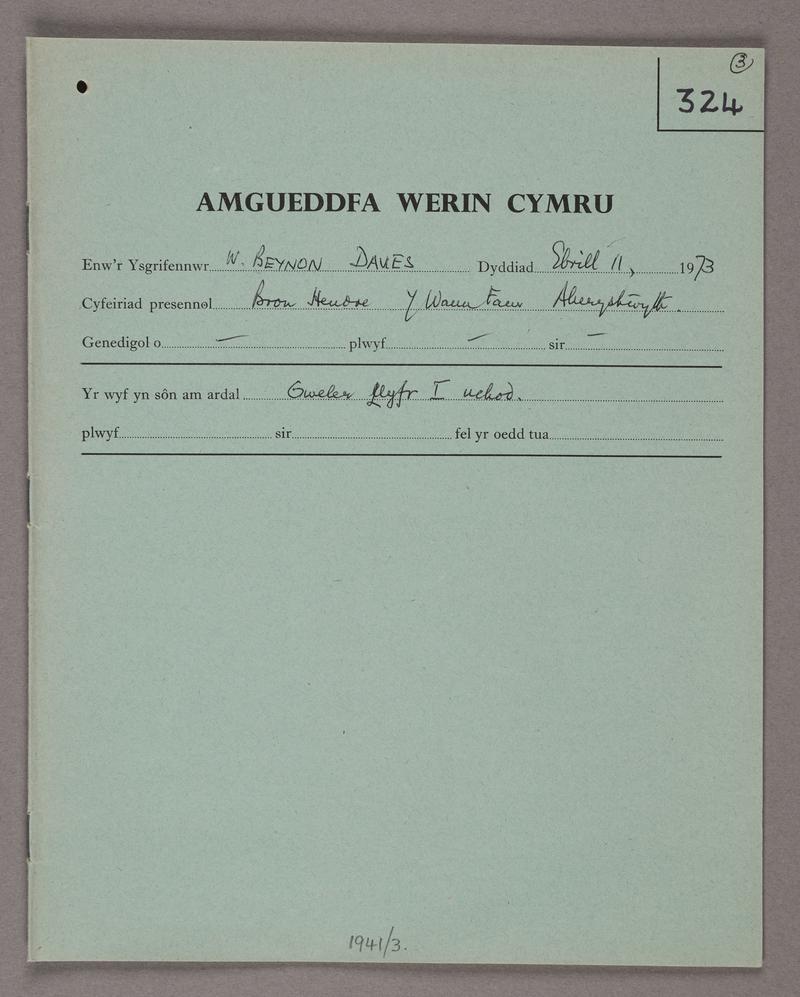 3
324
AMGUEDDFA WERIN CYMRU
Enw'r Ysgrifennwr W. BEYNON DAVIES Dyddiad Ebrill 11, 1973
Cyfeiriad presennol Bron Hendre Y Waun Fawr Aberystwyth.
Genedigol o — plwyf — sir —
Yr wyf yn sôn am ardal Gweler llyfr I uchod.
plwyf sir fel yr oedd tua
1941/3.